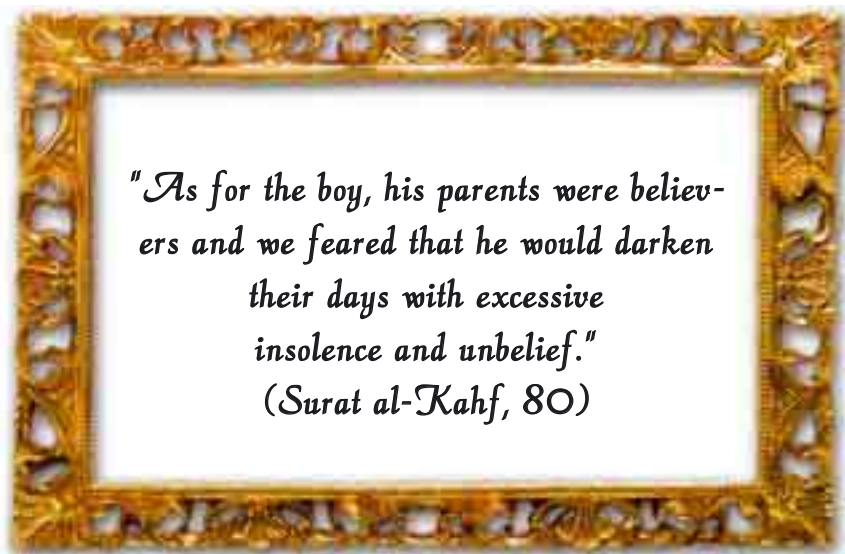 "As for the boy, his parents were believ-
ers and we feared that he would darken
their days with excessive
insolence and unbelief."
(Surat al-Kahf, 80)